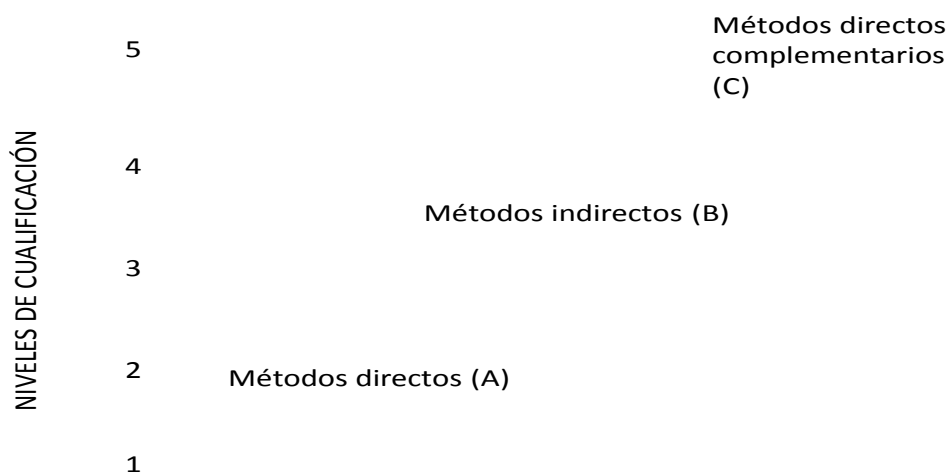 Métodos directos
complementarios
(C)
5
4
Métodos indirectos (B)
3
2
Métodos directos (A)
1
NIVELES DE CUALIFICACIÓN